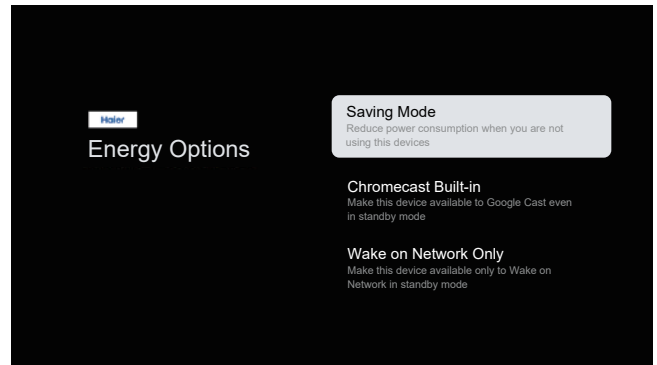 Haier
Energy Options
Saving Mode
Reduce power consumption when you are not
using this devices
Chromecast Built-in
Make this device available to Google Cast even
in standby mode
Wake on Network Only
Make this device available only to Wake on
Network in standby mode